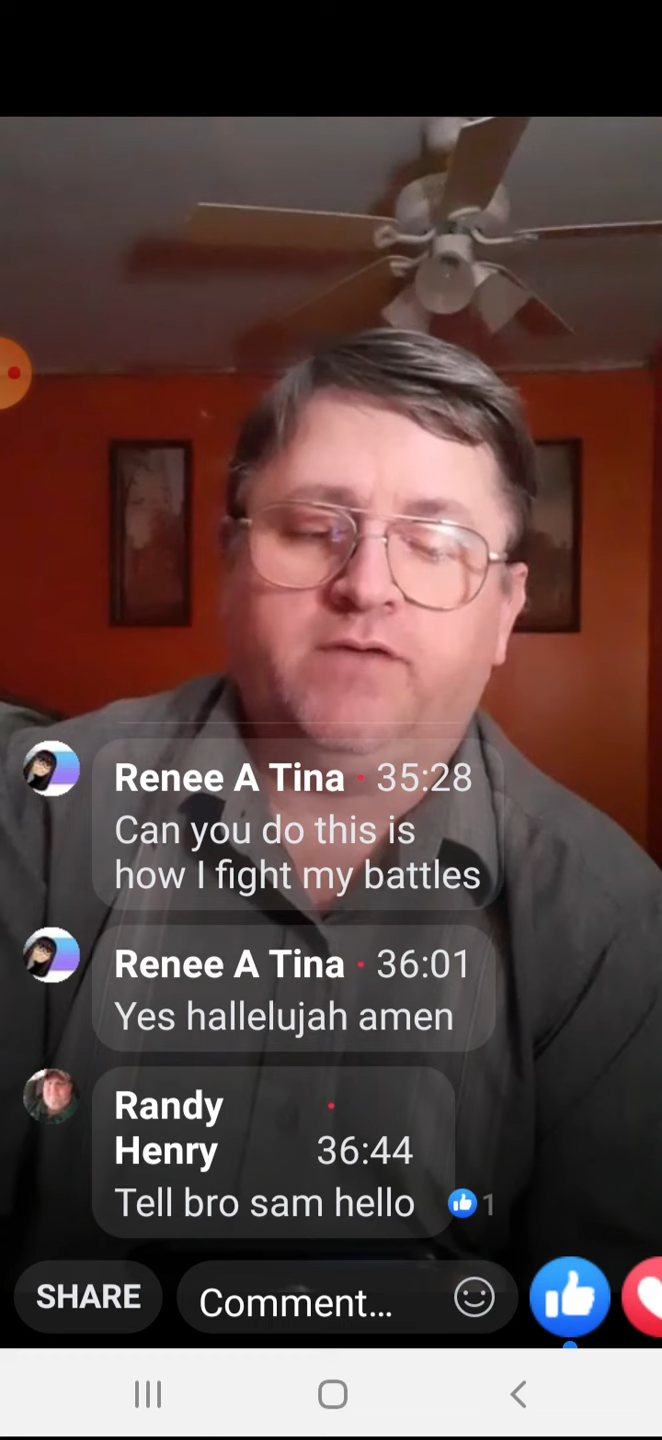 Renee A Tina · 35:28
Can you do this is
how I fight my battles
Renee A Tina · 36:01
Yes hallelujah amen
Randy ·
Henry 36:44
Tell bro sam hello 1
SHARE Comment...